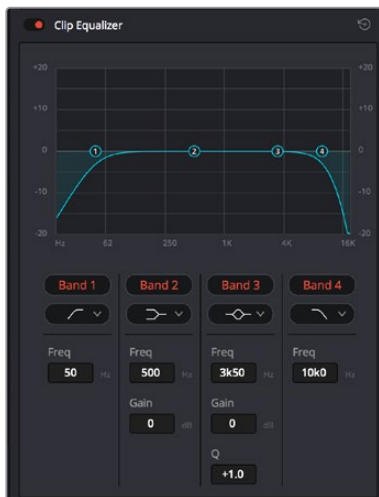 Clip Equalizer
+20 +20
+10 +10
0 1 2 3 4 0
-10 -10
-20 -20
Hz 62 250 1K 4K 16K
Band 1 Band 2 Band 3 Band 4
Freq Freq Freq Freq
50 Hz 500 Hz 3k50 Hz 10k0 Hz
Gain Gain
0 dB 0 dB
Q
+1.0